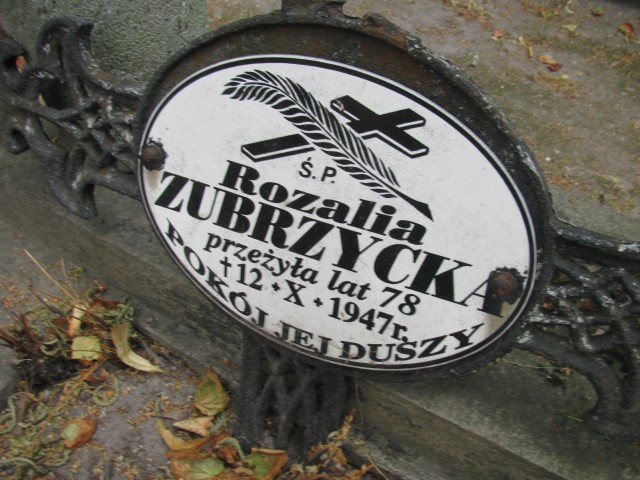 Ś.P.
Rozalia
ZUBRZYCKA
przeżyła lat 78
✝ 12 + X + 1947r.
POKÓJ JEJ DUSZY